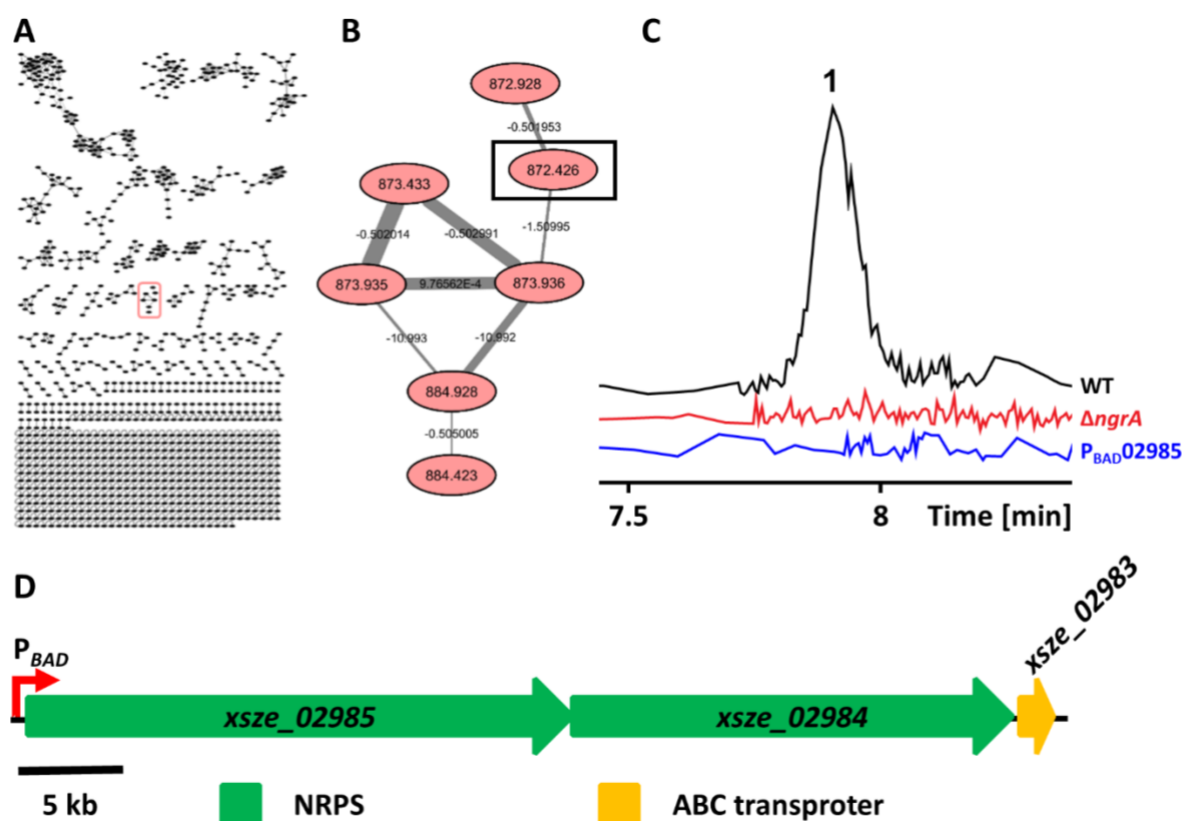 A
B
C
872.928
-0.501953
872.426
873.433
-1.50995
-0.502014
-0.502991
873.935
9.76562E-4
873.936
-10.993
-10.992
884.928
-0.505005
884.423
1
WT
ΔngrA
PBAD02985
7.5
8
Time [min]
D
PBAD
xsze_02985
xsze_02984
xsze_02983
5 kb
NRPS
ABC transproter